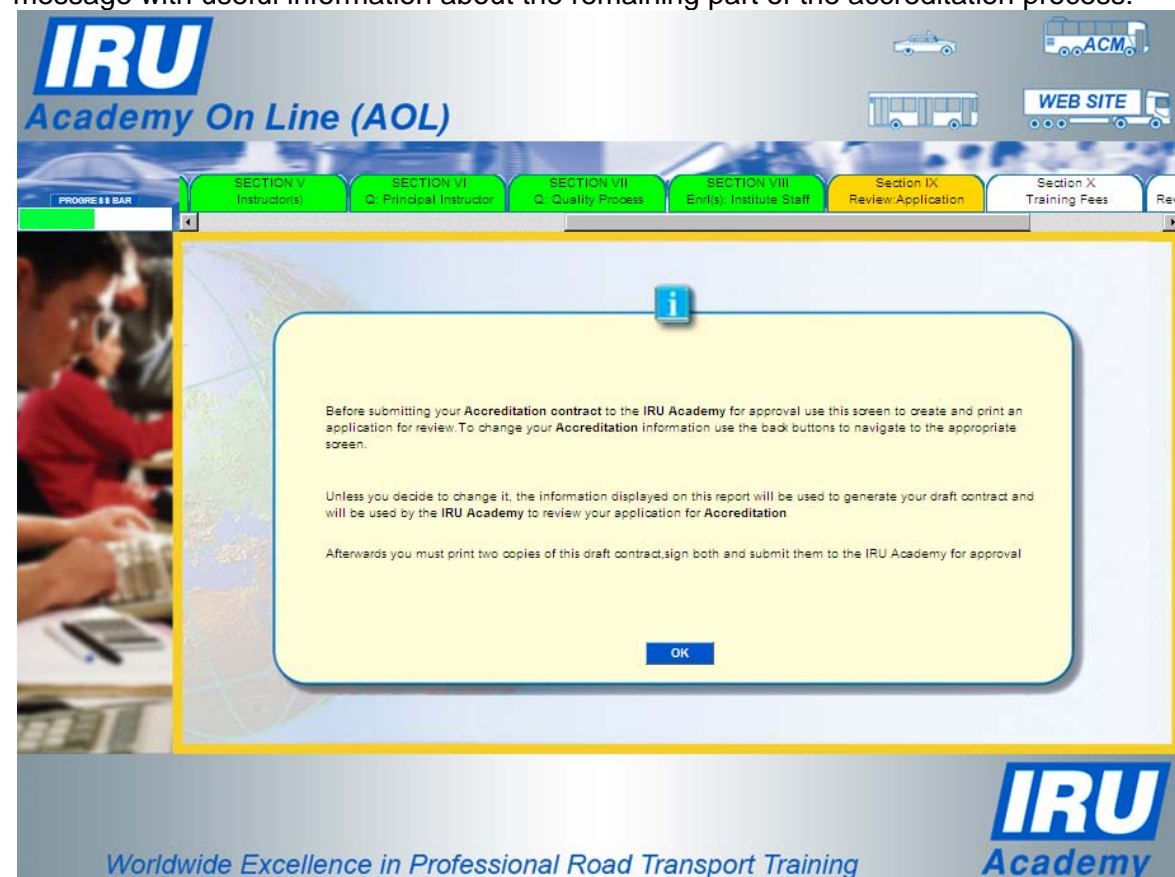 message with useful information about the remaining part of the accreditation process.
IRU
ACM
Academy On Line (AOL)
WEB SITE
PROGRESS BAR
SECTION V
Instructor(s)
SECTION VI
Q: Principal Instructor
SECTION VII
Q: Quality Process
SECTION VIII
Enrl(s): Institute Staff
Section IX
Review:Application
Section X
Training Fees
i
Before submitting your Accreditation contract to the IRU Academy for approval use this screen to create and print an
application for review.To change your Accreditation information use the back buttons to navigate to the appropriate
screen.
Unless you decide to change it, the information displayed on this report will be used to generate your draft contract and
will be used by the IRU Academy to review your application for Accreditation
Afterwards you must print two copies of this draft contract,sign both and submit them to the IRU Academy for approval
OK
IRU
Academy
Worldwide Excellence in Professional Road Transport Training